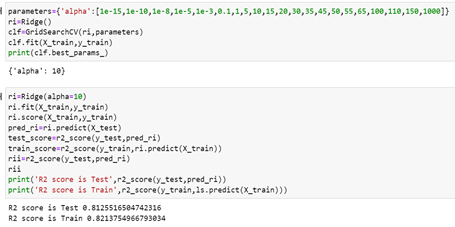 parameters={'alpha':[1e-15,1e-10,1e-8,1e-5,1e-3,0.1,1,5,10,15,20,30,35,45,50,55,65,100,110,150,1000]}
ri=Ridge()
clf=GridSearchCV(ri,parameters)
clf.fit(X_train,y_train)
print(clf.best_params_)
{'alpha': 10}
ri=Ridge(alpha=10)
ri.fit(X_train,y_train)
ri.score(X_train,y_train)
pred_ri=ri.predict(X_test)
test_score=r2_score(y_test,pred_ri)
train_score=r2_score(y_train,ri.predict(X_train))
rii=r2_score(y_test,pred_ri)
rii
print('R2 score is Test',r2_score(y_test,pred_ri))
print('R2 score is Train',r2_score(y_train,ls.predict(X_train)))
R2 score is Test 0.8125516504742316
R2 score is Train 0.8213754966793034